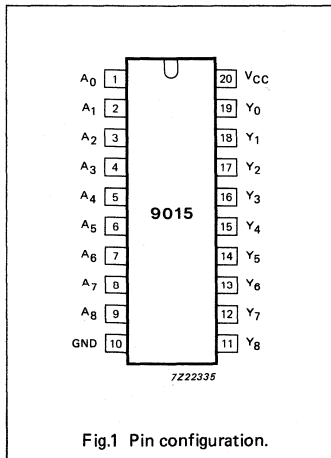 A0 1 20 VCC
A1 2 19 Y0
A2 3 18 Y1
A3 4 17 Y2
A4 5 16 Y3
9015
A5 6 15 Y4
A6 7 14 Y5
A7 8 13 Y6
A8 9 12 Y7
GND 10 11 Y8
7Z22335
Fig.1 Pin configuration.